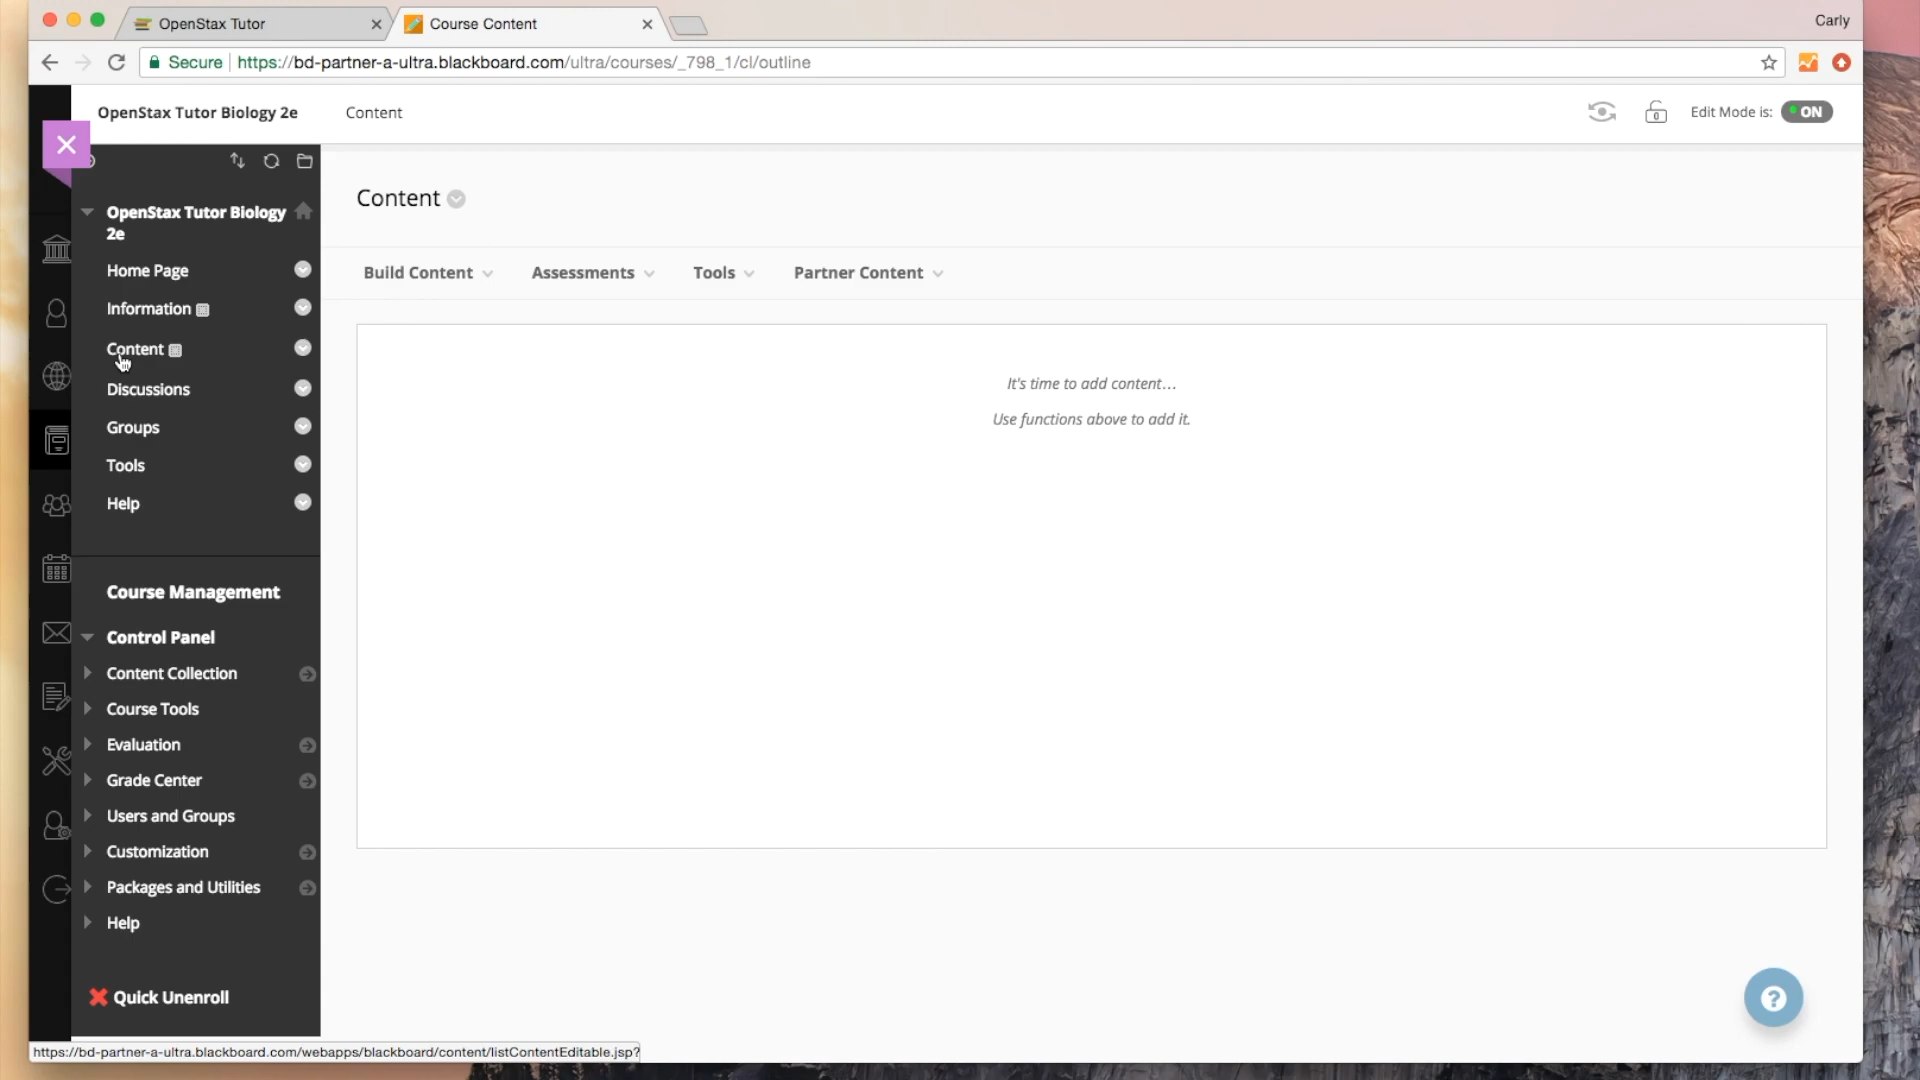 OpenStax Tutor
Course Content
Carly
Secure
https://bd-partner-a-ultra.blackboard.com/ultra/courses/_798_1/cl/outline
OpenStax Tutor Biology 2e
Content
0
Edit Mode is:
ON
OpenStax Tutor Biology
2e
Home Page
Information
Content
Discussions
Groups
Tools
Help
Course Management
Control Panel
Content Collection
Course Tools
Evaluation
Grade Center
Users and Groups
Customization
Packages and Utilities
Help
Quick Unenroll
Content
Build Content
Assessments
Tools
Partner Content
It's time to add content…
Use functions above to add it.
?
https://bd-partner-a-ultra.blackboard.com/webapps/blackboard/content/listContentEditable.jsp?